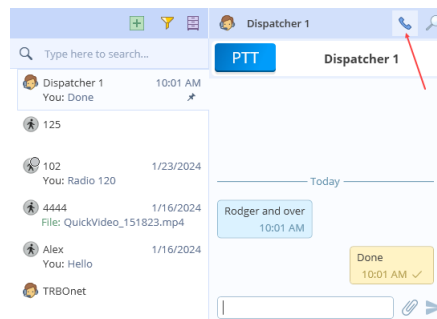 Type here to search...
Dispatcher 1 10:01 AM
You: Done
125
102 1/23/2024
You: Radio 120
4444 1/16/2024
File: QuickVideo_151823.mp4
Alex 1/16/2024
You: Hello
TRBOnet
Dispatcher 1
PTT Dispatcher 1
Today
Rodger and over
10:01 AM
Done
10:01 AM